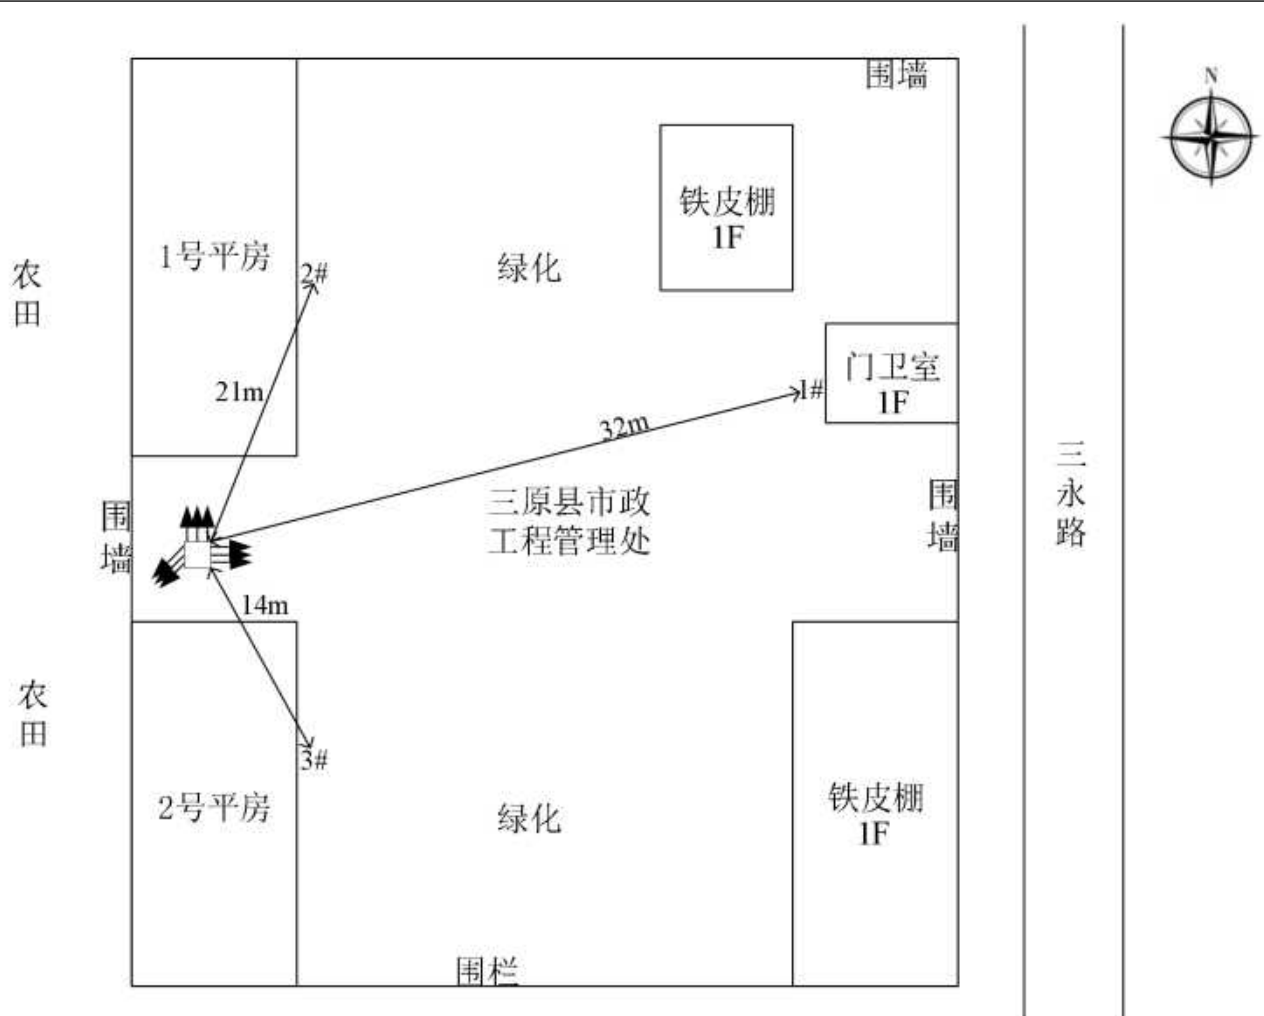 围墙
N
铁皮棚
1F
农
田
1号平房
2#
绿化
21m
门卫室
1F
1#
32m
三
永
路
围
墙
三原县市政
工程管理处
围
墙
14m
农
田
3#
2号平房
绿化
铁皮棚
1F
围栏